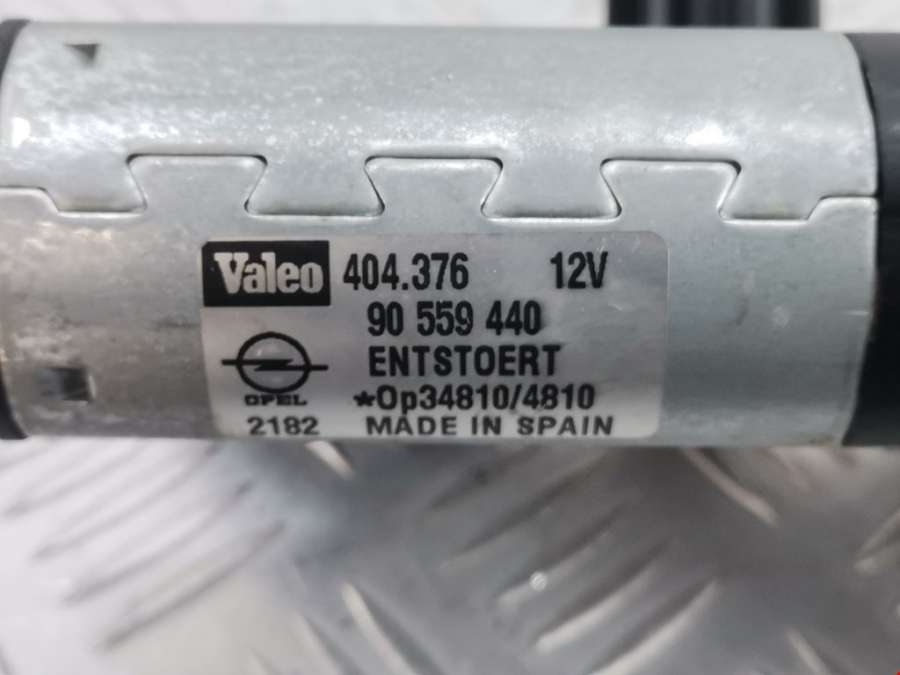 Valeo 404.376 12V
90 559 440
ENTSTOERT
OPEL *Op34810/4810
2182 MADE IN SPAIN